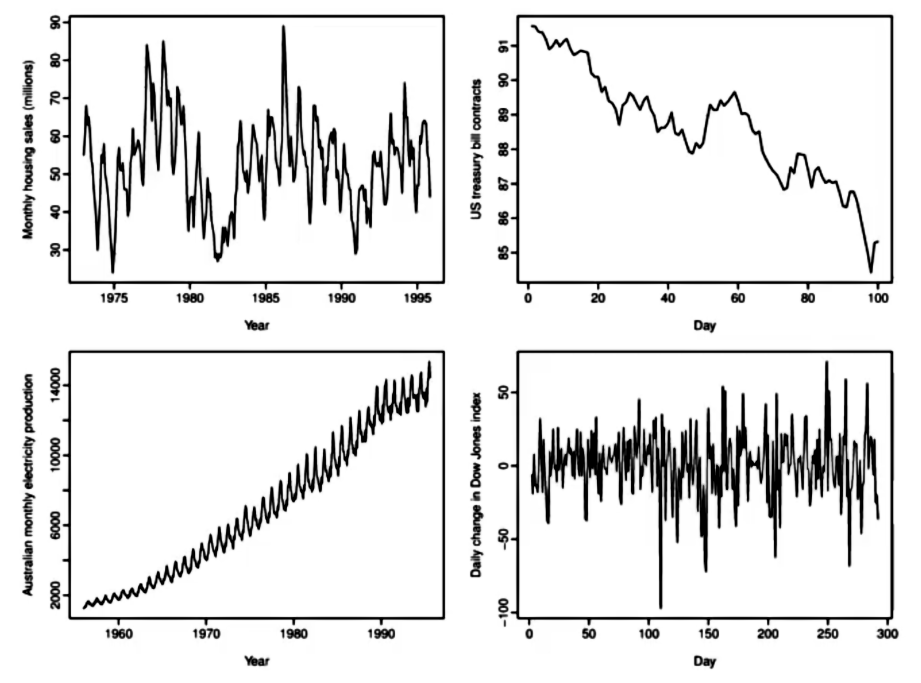 Monthly housing sales (millions)
90
80
70
60
50
40
30
1975 1980 1985 1990 1995
Year
US treasury bill contracts
91
90
89
88
87
86
85
0 20 40 60 80 100
Day
Australian monthly electricity production
14000
10000
6000
2000
1960 1970 1980 1990
Year
Daily change in Dow Jones index
50
0
-50
-100
0 50 100 150 200 250 300
Day